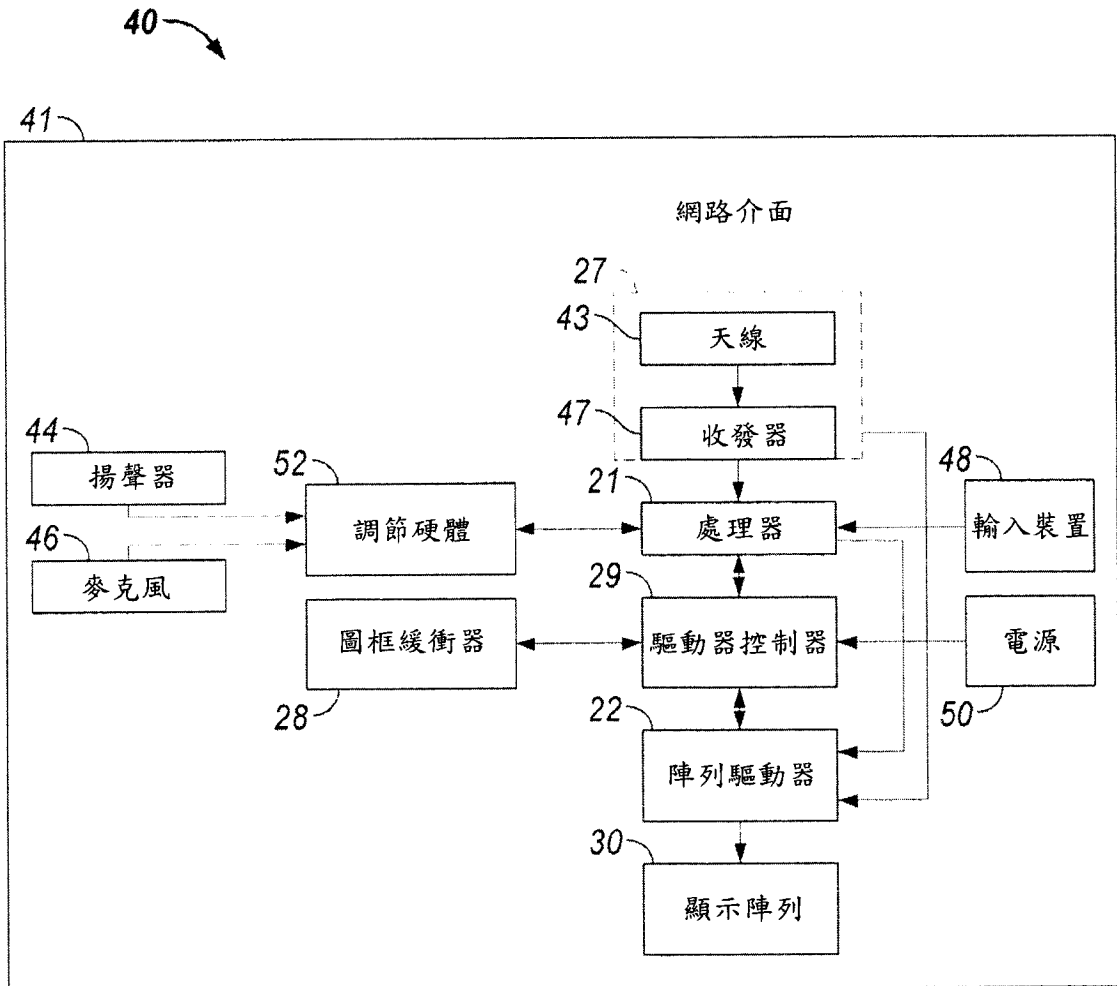 40
41
網路介面
27
43
天線
47
收發器
44
揚聲器
52
調節硬體
46
麥克風
21
處理器
48
輸入裝置
29
驅動器控制器
圖框緩衝器
28
電源
50
22
陣列驅動器
30
顯示陣列